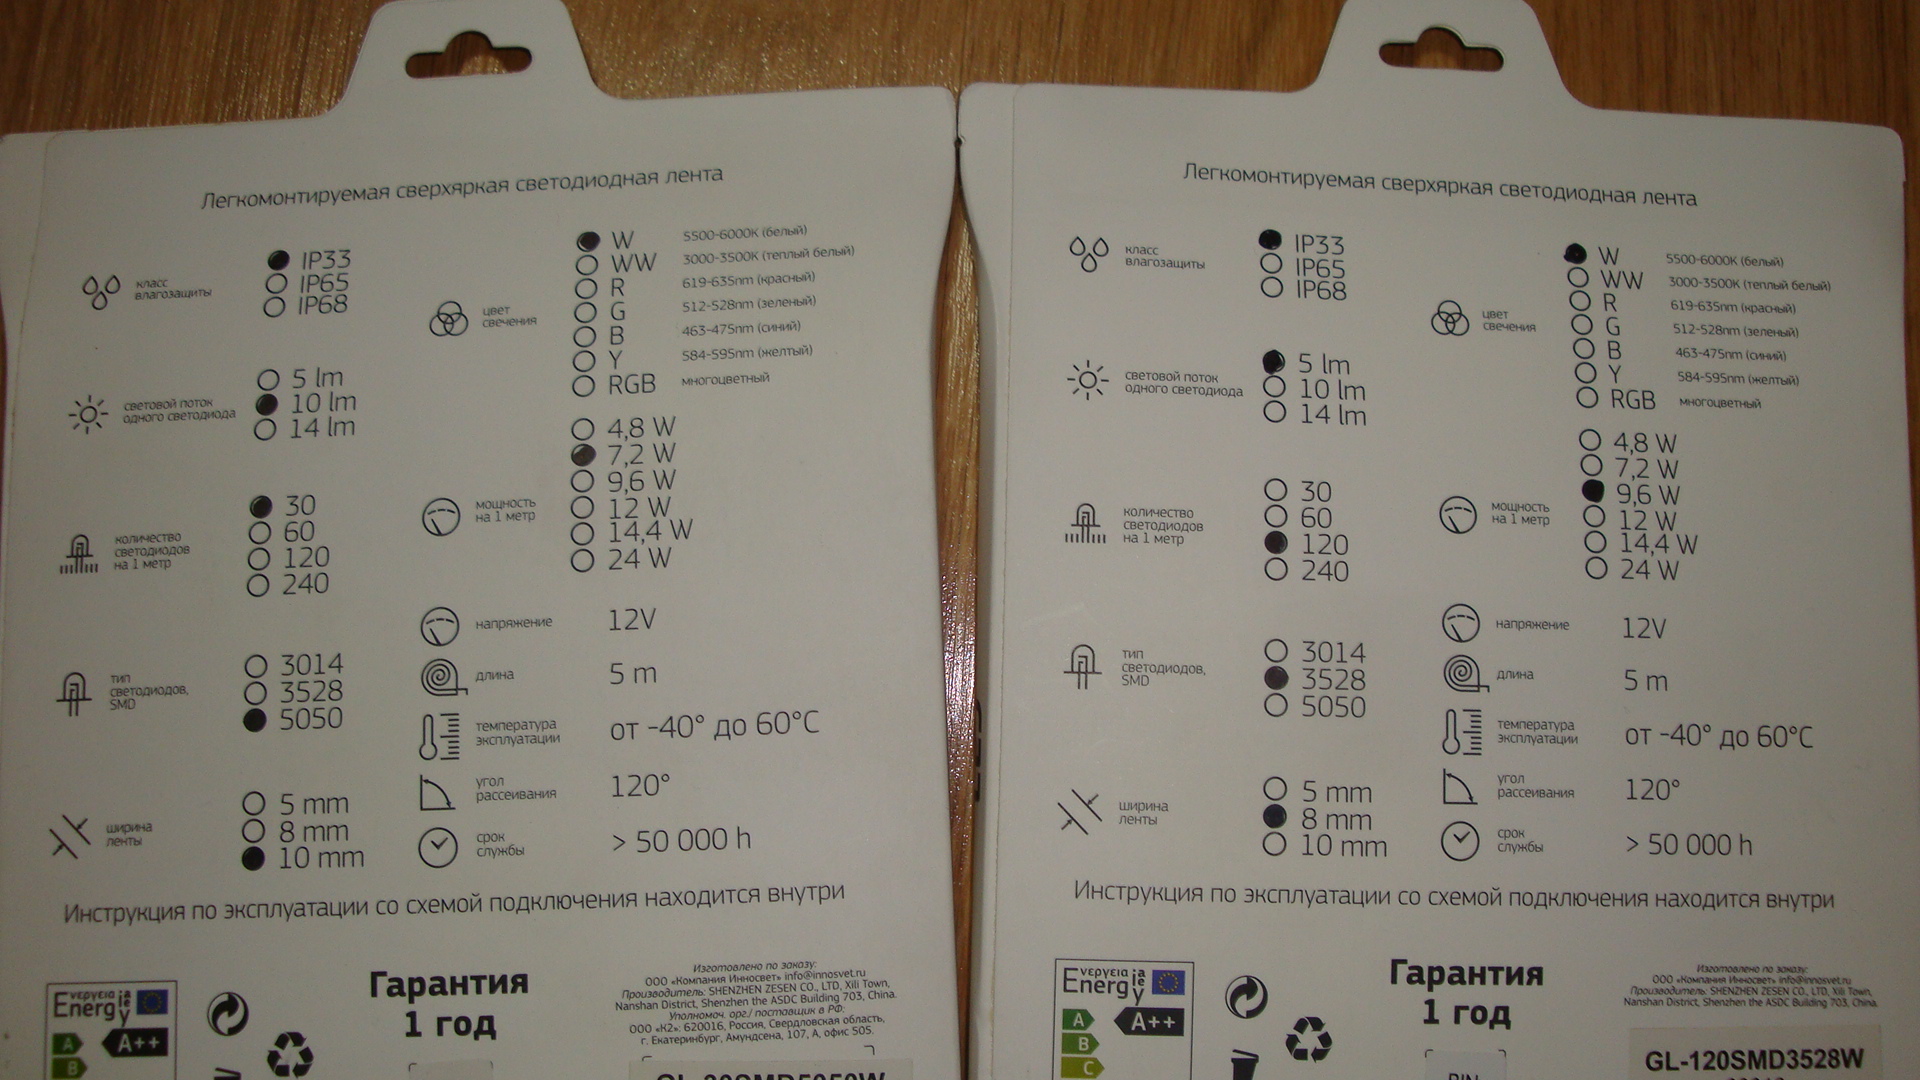 Легкомонтируемая сверхяркая светодиодная лента
класс
влагозащиты
IP33
IP65
IP68
световой поток
одного светодиода
5 lm
10 lm
14 lm
количество
светодиодов
на 1 метр
30
60
120
240
тип
светодиодов,
SMD
3014
3528
5050
ширина
ленты
5 mm
8 mm
10 mm
цвет
свечения
W 5500-6000K (белый)
WW 3000-3500K (теплый белый)
R 619-635nm (красный)
G 512-528nm (зеленый)
B 463-475nm (синий)
Y 584-595nm (желтый)
RGB многоцветный
мощность
на 1 метр
4,8 W
7,2 W
9,6 W
12 W
14,4 W
24 W
напряжение 12V
длина 5 m
температура
эксплуатации
от -40° до 60°C
угол
рассеивания
120°
срок
службы
> 50 000 h
Инструкция по эксплуатации со схемой подключения находится внутри
Energy
ενεργεια
A
B
A++
Гарантия
1 год
Изготовлено по заказу:
ООО «Компания Инносвет» info@innosvet.ru
Производитель: SHENZHEN ZESEN CO., LTD, Xili Town,
Nanshan District, Shenzhen the ASDC Building 703, China.
Уполномоч. орг./ поставщик в РФ:
ООО «К2»: 620016, Россия, Свердловская область,
г. Екатеринбург, Амундсена, 107, А, офис 505.
Легкомонтируемая сверхяркая светодиодная лента
класс
влагозащиты
IP33
IP65
IP68
световой поток
одного светодиода
5 lm
10 lm
14 lm
количество
светодиодов
на 1 метр
30
60
120
240
тип
светодиодов,
SMD
3014
3528
5050
ширина
ленты
5 mm
8 mm
10 mm
цвет
свечения
W 5500-6000K (белый)
WW 3000-3500K (теплый белый)
R 619-635nm (красный)
G 512-528nm (зеленый)
B 463-475nm (синий)
Y 584-595nm (желтый)
RGB многоцветный
мощность
на 1 метр
4,8 W
7,2 W
9,6 W
12 W
14,4 W
24 W
напряжение 12V
длина 5 m
температура
эксплуатации
от -40° до 60°C
угол
рассеивания
120°
срок
службы
> 50 000 h
Инструкция по эксплуатации со схемой подключения находится внутри
Energy
ενεργεια
A
B
C
A++
Гарантия
1 год
Изготовлено по заказу:
ООО «Компания Инносвет» info@innosvet.ru
Производитель: SHENZHEN ZESEN CO., LTD, Xili Town,
Nanshan District, Shenzhen the ASDC Building 703, China.
GL-120SMD3528W